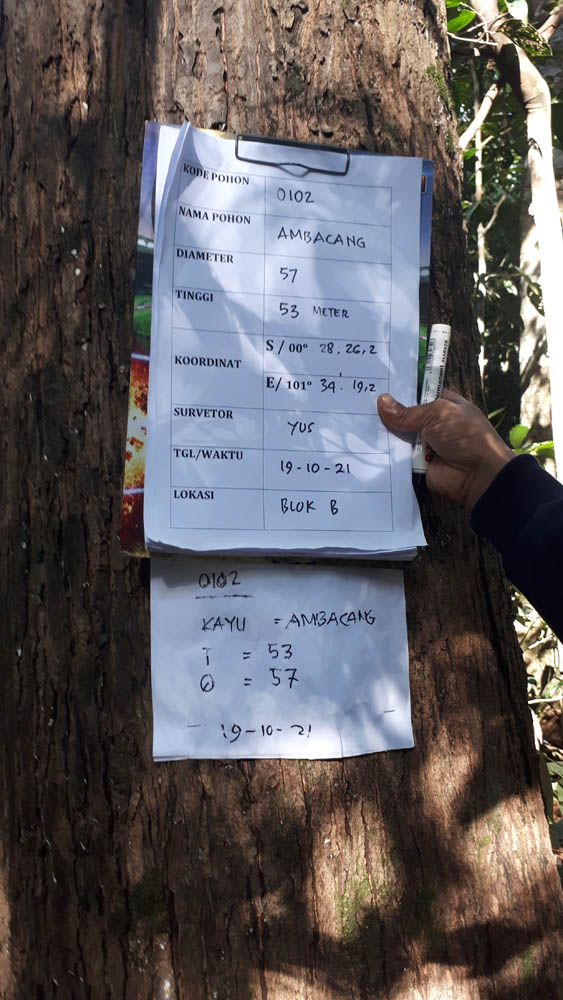 KODE POHON 0102
NAMA POHON AMBACANG
DIAMETER 57
TINGGI 53 METER
KOORDINAT S / 00° 28, 26,2
E/ 101° 34' 19,2
SURVETOR YUS
TGL/WAKTU 19-10-21
LOKASI BLOK B
0102
KAYU = AMBACANG
T = 53
Ø = 57
19-10-21